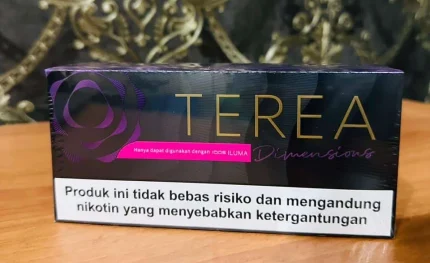 TEREA
Hanya dapat digunakan dengan IQOS ILUMA
Dimensions
Produk ini tidak bebas risiko dan mengandung
nikotin yang menyebabkan ketergantungan